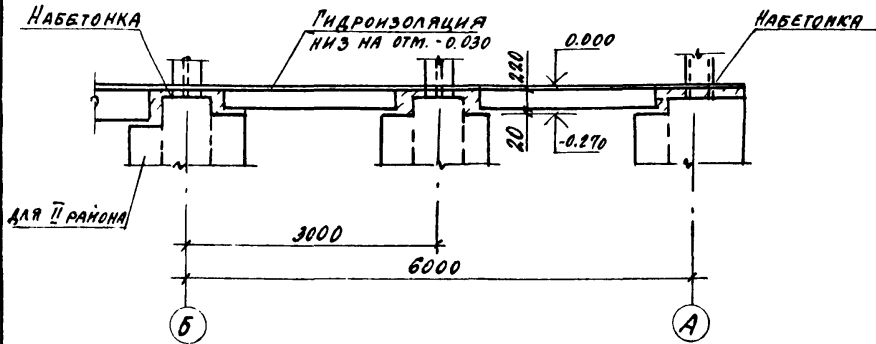 НАБЕТОНКА
ГИДРОИЗОЛЯЦИЯ
НИЗ НА ОТМ. -0.030
0.000
НАБЕТОНКА
220
20
-0.270
ДЛЯ II РАЙОНА
3000
6000
Б
А